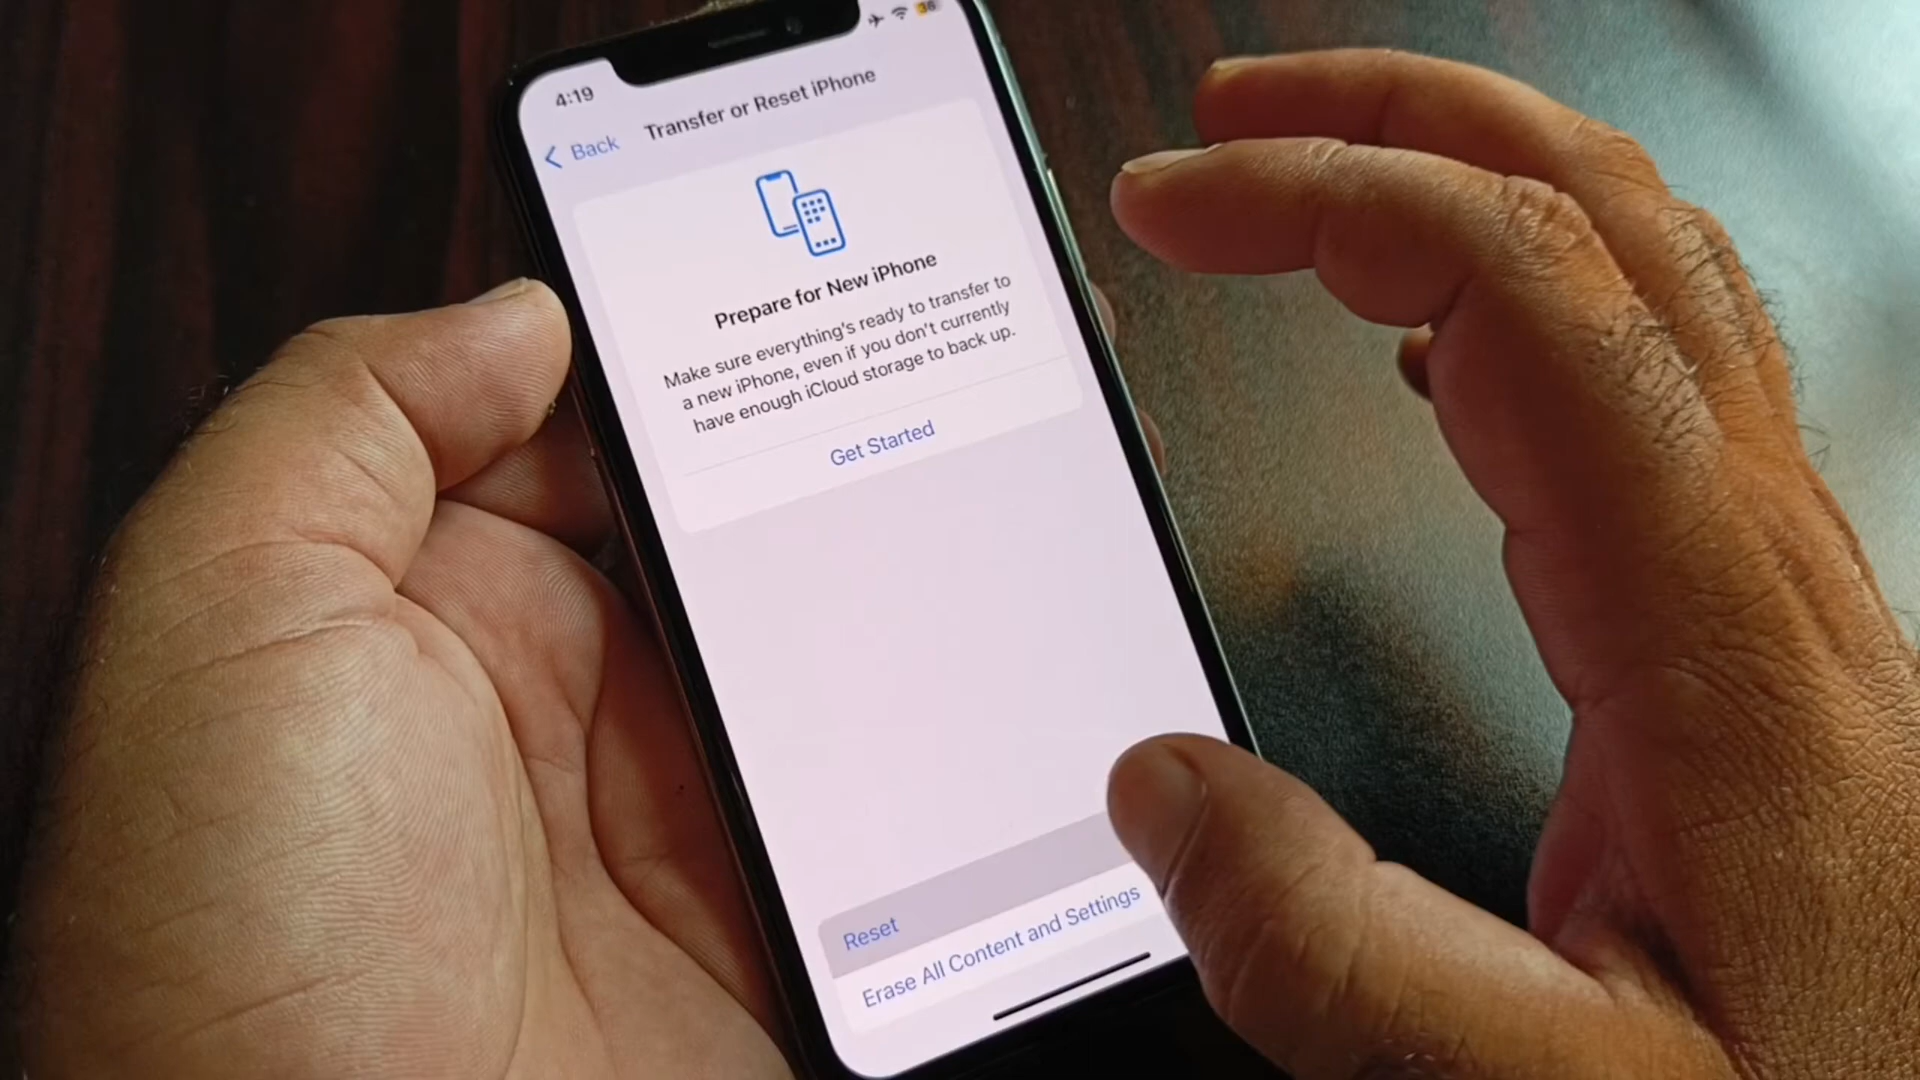 4:19
36
Back
Transfer or Reset iPhone
Prepare for New iPhone
Make sure everything's ready to transfer to
a new iPhone, even if you don't currently
have enough iCloud storage to back up.
Get Started
Reset
Erase All Content and Settings